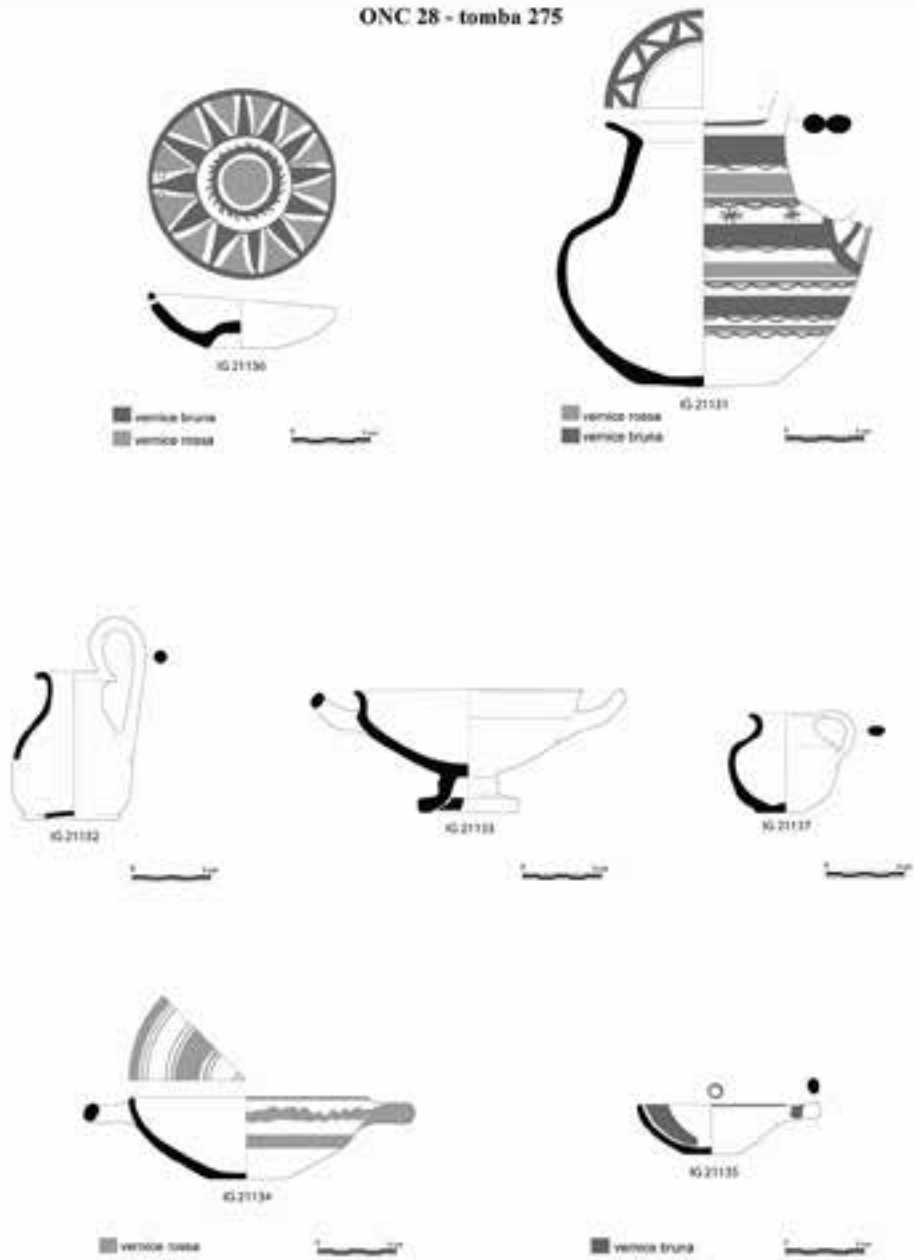 ONC 28 - tomba 275
IG 21136
IG 21131
vernice bruna
vernice rossa
vernice rossa
vernice bruna
IG 21132
IG 21133
IG 21137
IG 21134
IG 21135
vernice rossa
vernice bruna